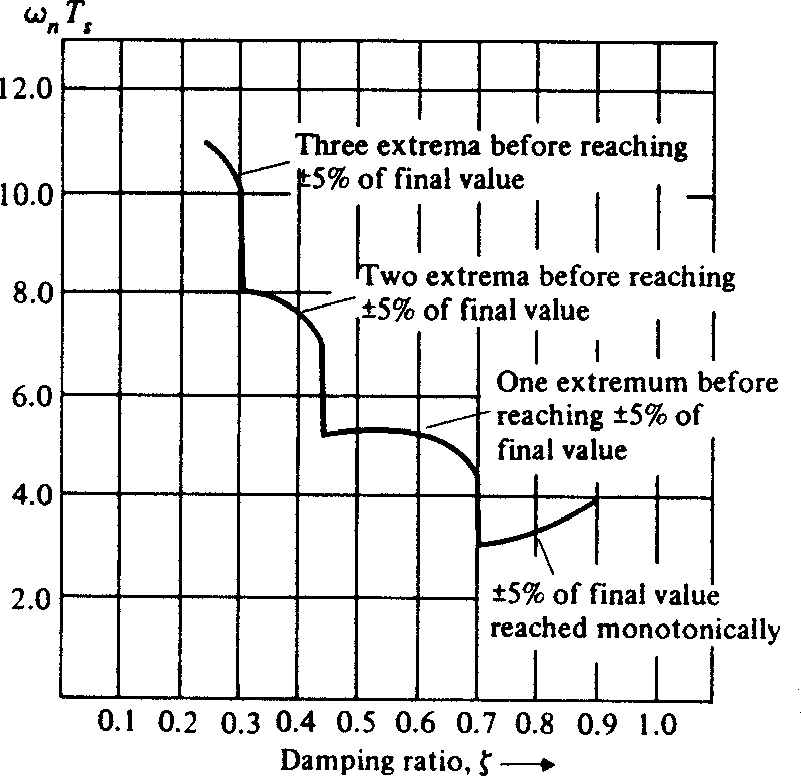 ωₙTₛ
12.0
Three extrema before reaching
±5% of final value
10.0
8.0
Two extrema before reaching
±5% of final value
6.0
One extremum before
reaching ±5% of
final value
4.0
2.0
±5% of final value
reached monotonically
0.1 0.2 0.3 0.4 0.5 0.6 0.7 0.8 0.9 1.0
Damping ratio, ζ →